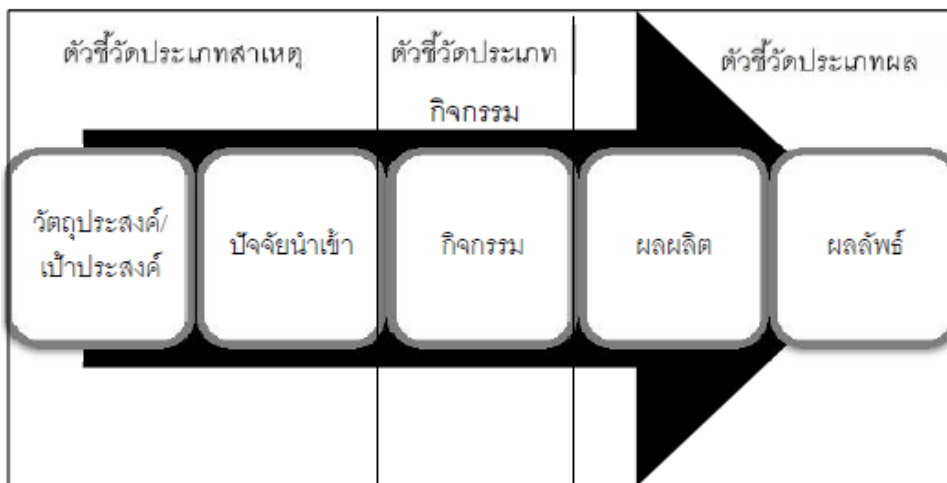 ตัวชี้วัดประเภทสาเหตุ
ตัวชี้วัดประเภท
กิจกรรม
ตัวชี้วัดประเภทผล
วัตถุประสงค์/
เป้าประสงค์
ปัจจัยนำเข้า
กิจกรรม
ผลผลิต
ผลลัพธ์